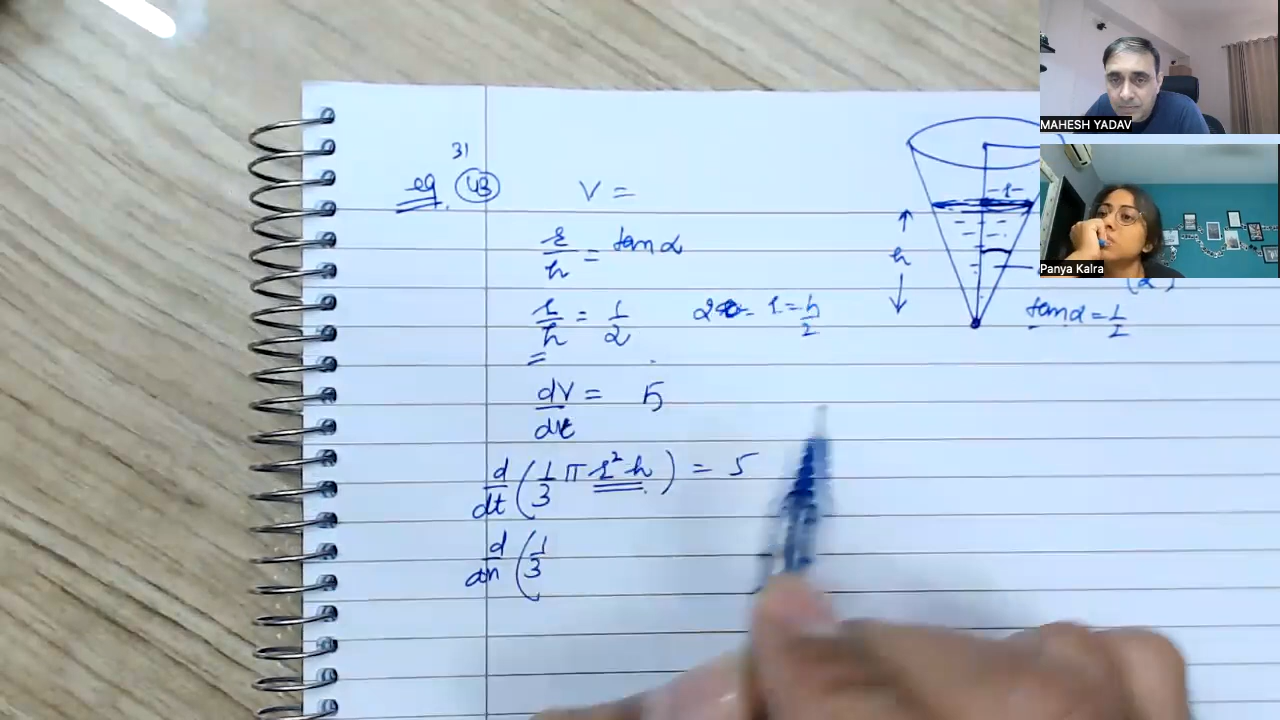 31
eg. 43 V =
r/h = tan α
r/h = 1/2 r = h/2
dV/dt = 5
d/dt (1/3 π r² h) = 5
d/dn (1/3
r
h
(α)
tan α = 1/2
MAHESH YADAV
Panya Kalra